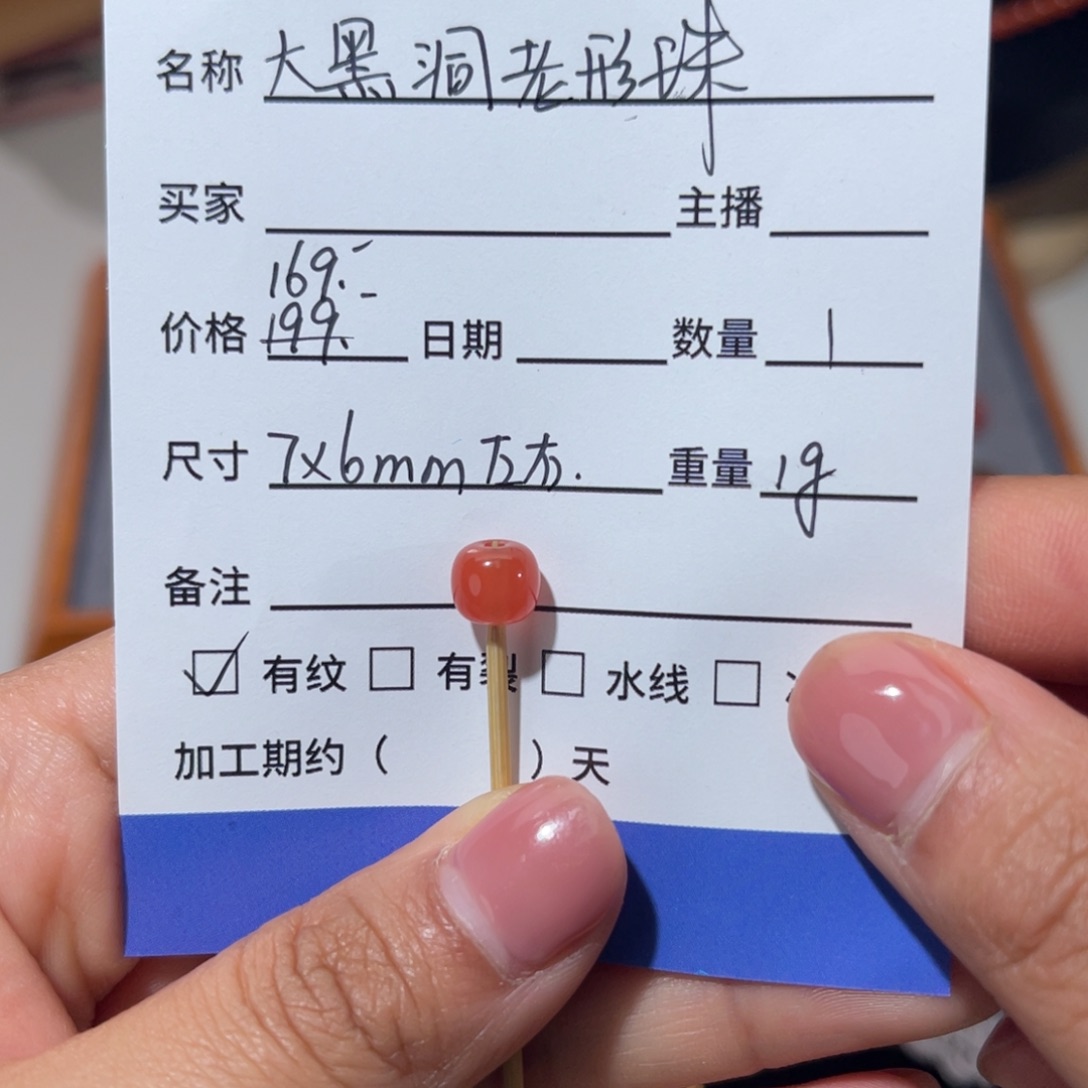 名称 大黑洞老形珠
买家 主播
169.-
价格 199.- 日期 数量 1
尺寸 7x6mm左右. 重量 1g
备注
☑ 有纹 □ 有裂 □ 水线 □
加工期约（ ）天